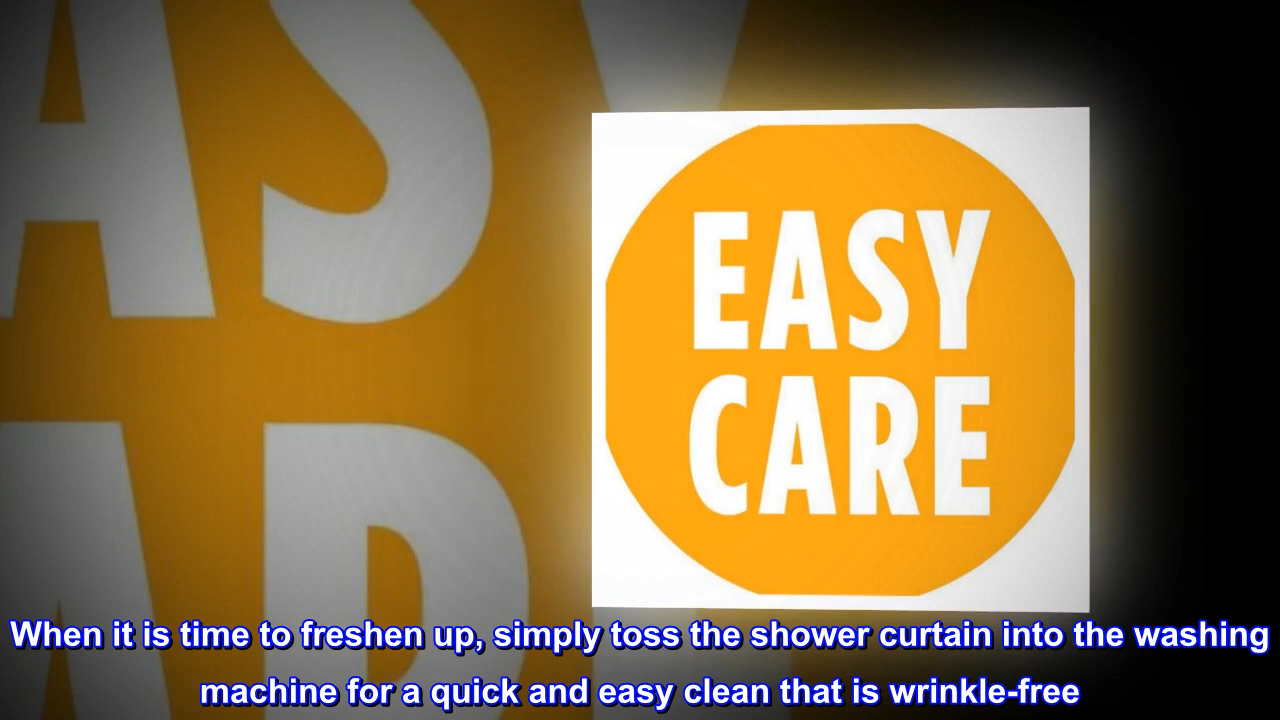 EASY
CARE
When it is time to freshen up, simply toss the shower curtain into the washing
machine for a quick and easy clean that is wrinkle-free